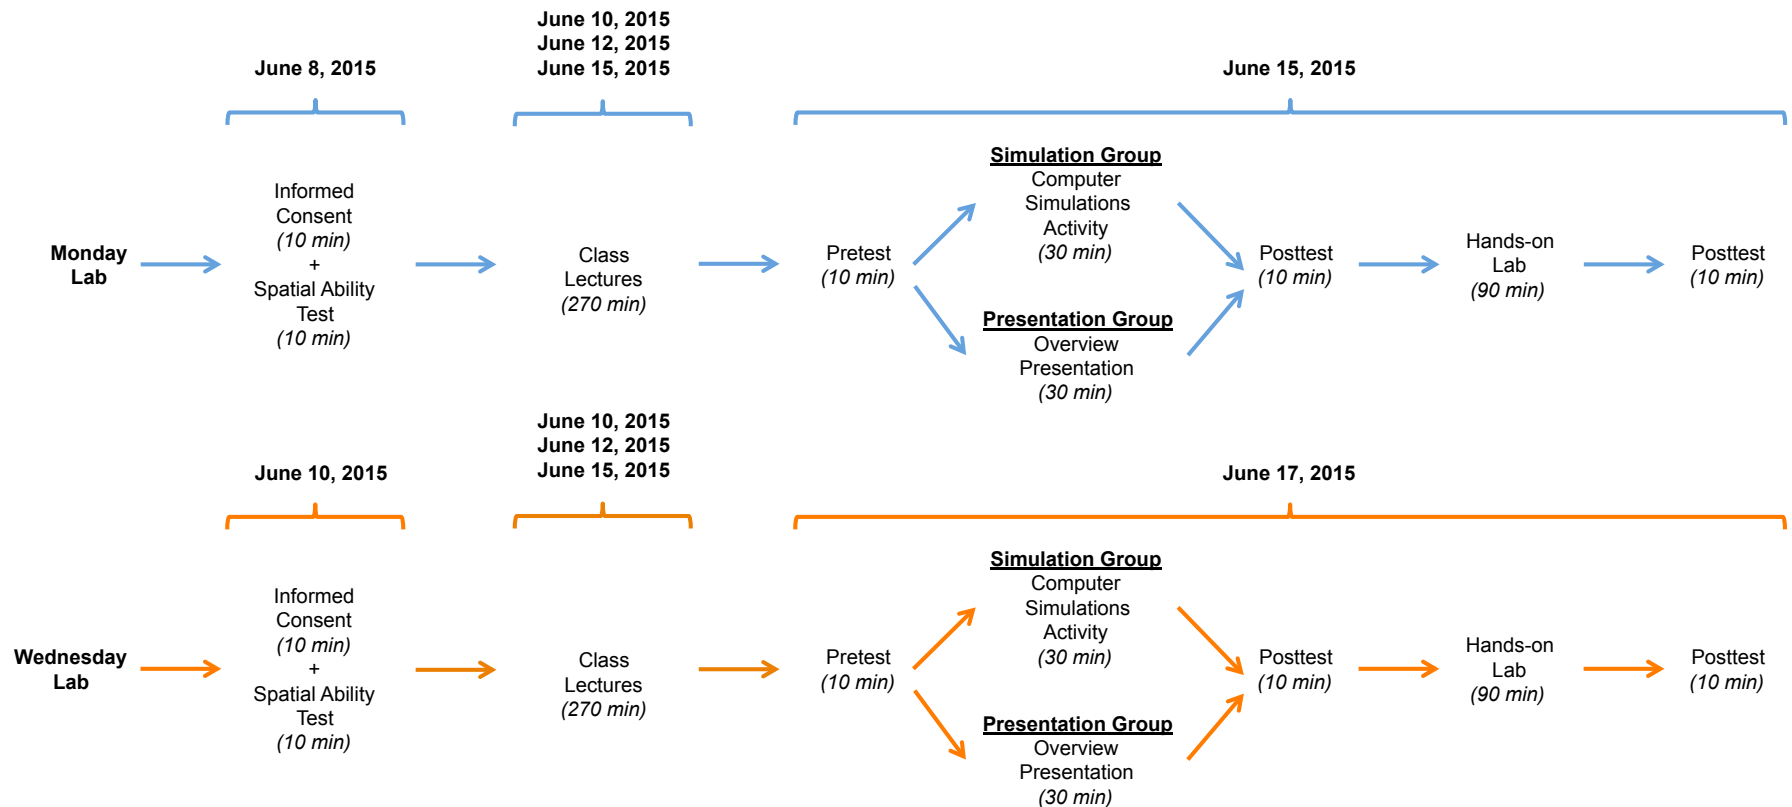 June 10, 2015
June 12, 2015
June 15, 2015
June 8, 2015
June 15, 2015
Monday
Lab
Informed
Consent
(10 min)
+
Spatial Ability
Test
(10 min)
Class
Lectures
(270 min)
Pretest
(10 min)
Simulation Group
Computer
Simulations
Activity
(30 min)
Presentation Group
Overview
Presentation
(30 min)
Posttest
(10 min)
Hands-on
Lab
(90 min)
Posttest
(10 min)
June 10, 2015
June 12, 2015
June 15, 2015
June 10, 2015
June 17, 2015
Wednesday
Lab
Informed
Consent
(10 min)
+
Spatial Ability
Test
(10 min)
Class
Lectures
(270 min)
Pretest
(10 min)
Simulation Group
Computer
Simulations
Activity
(30 min)
Presentation Group
Overview
Presentation
(30 min)
Posttest
(10 min)
Hands-on
Lab
(90 min)
Posttest
(10 min)